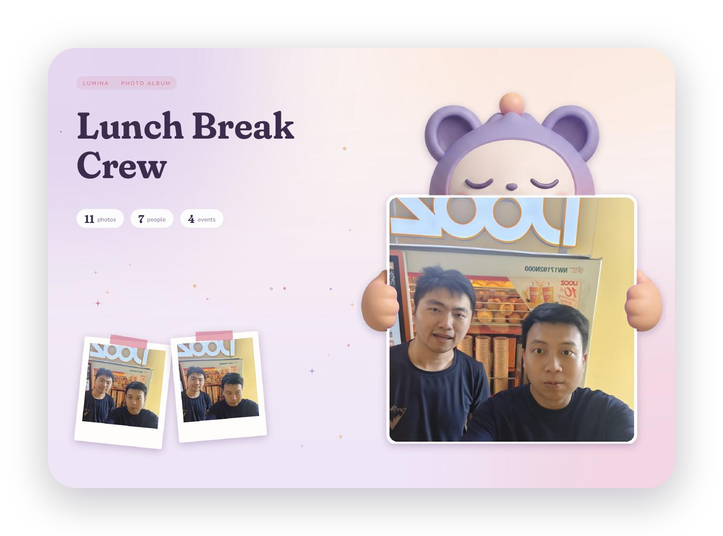 LUMINA PHOTO ALBUM
Lunch Break
Crew
11 photos 7 people 4 events